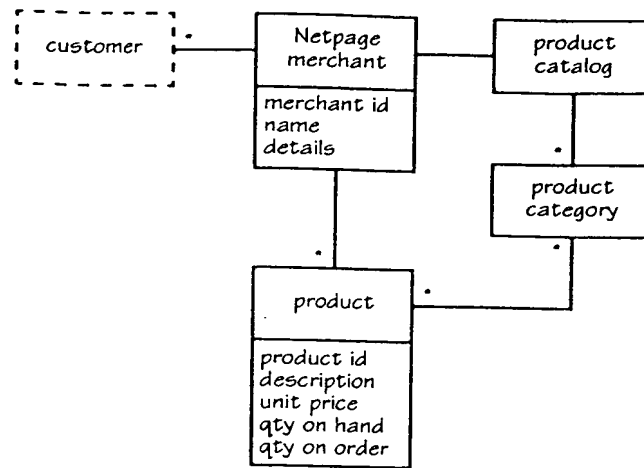 customer
*
Netpage
merchant
merchant id
name
details
product
catalog
*
product
category
*
*
*
product
product id
description
unit price
qty on hand
qty on order